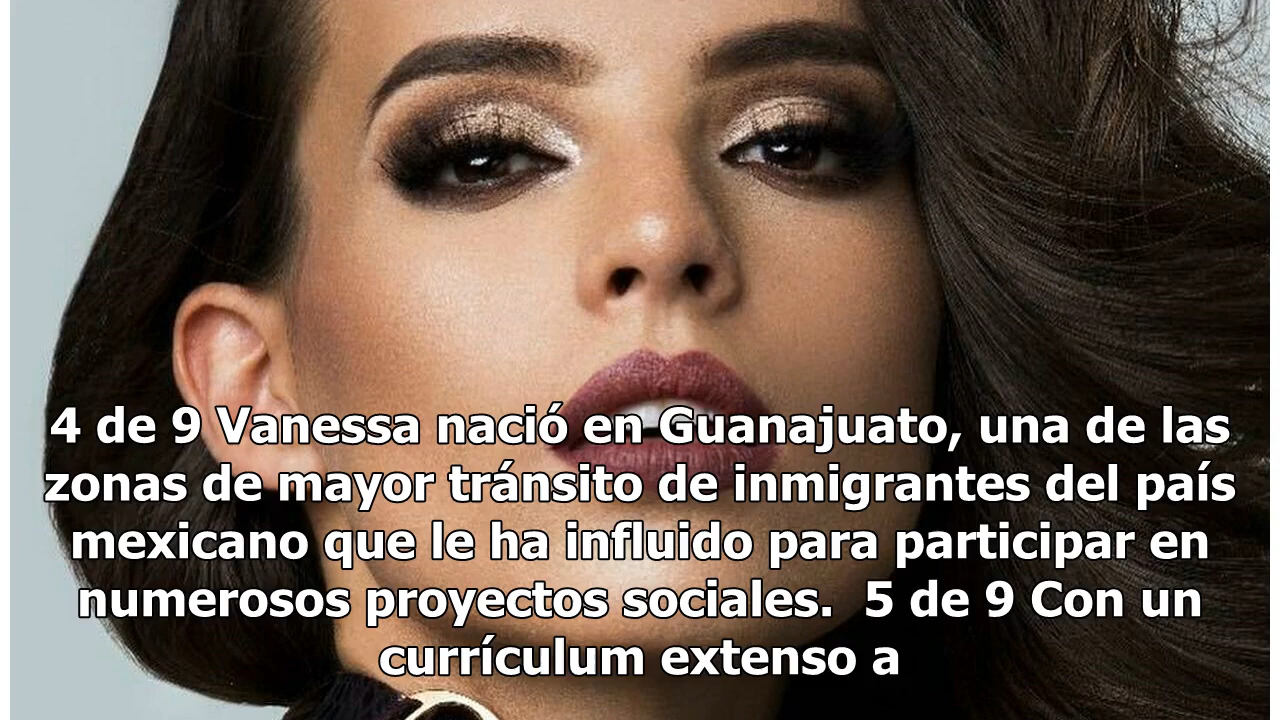 4 de 9 Vanessa nació en Guanajuato, una de las
zonas de mayor tránsito de inmigrantes del país
mexicano que le ha influido para participar en
numerosos proyectos sociales.  5 de 9 Con un
currículum extenso a